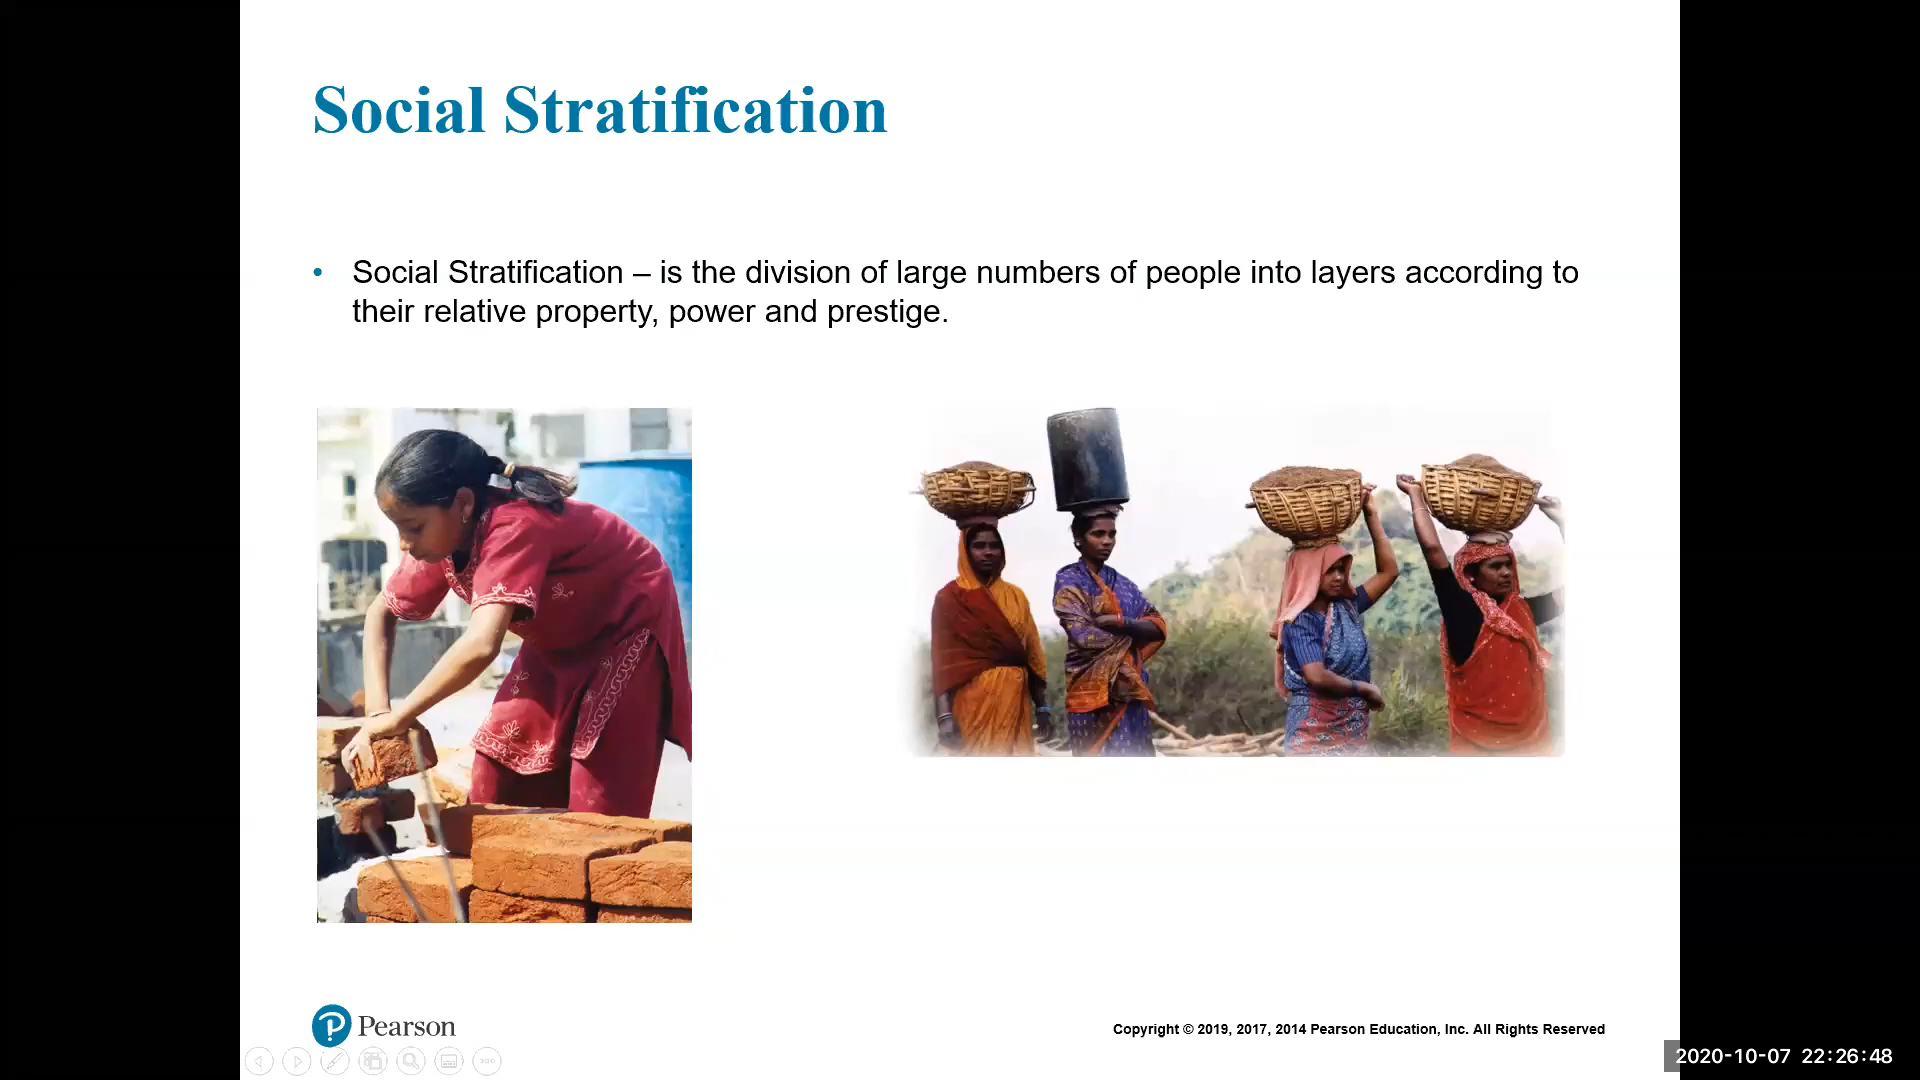 Social Stratification
• Social Stratification – is the division of large numbers of people into layers according to
their relative property, power and prestige.
Pearson
Copyright © 2019, 2017, 2014 Pearson Education, Inc. All Rights Reserved
2020-10-07 22:26:48